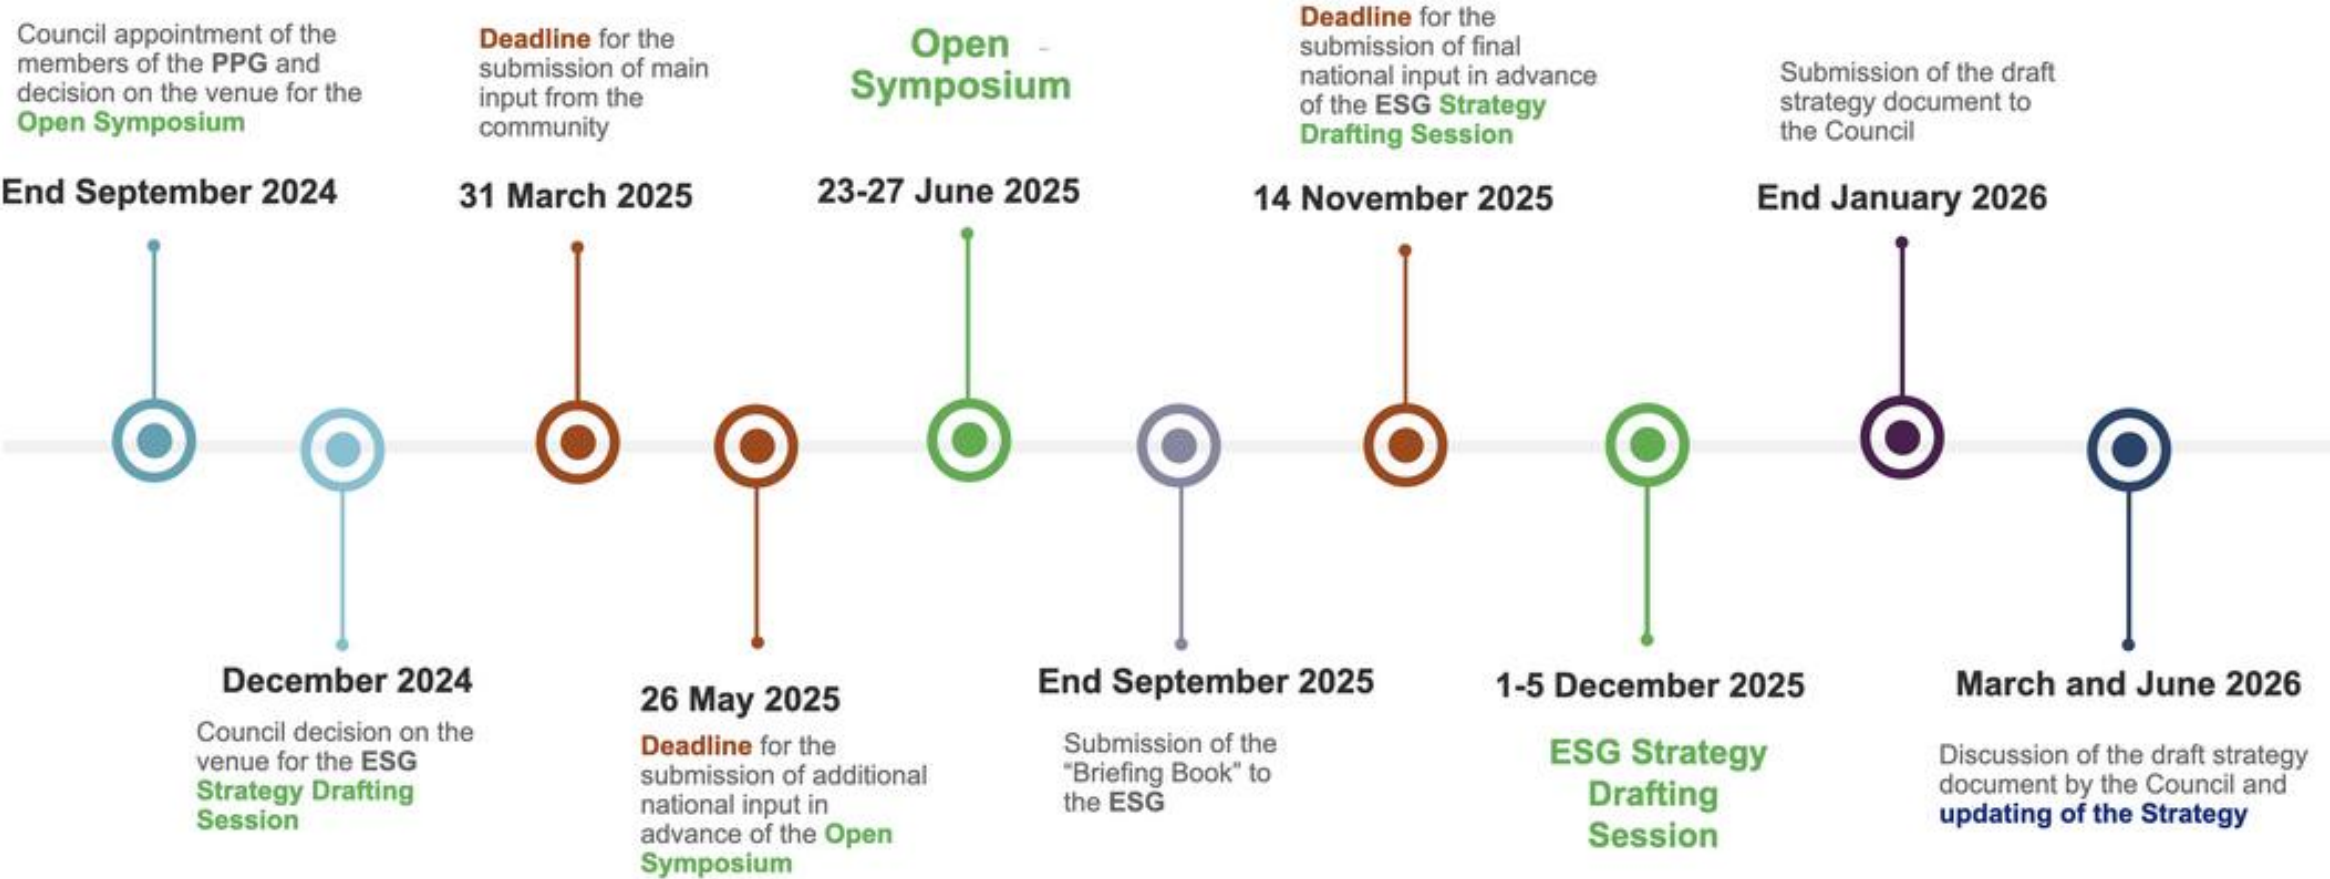 Council appointment of the
members of the PPG and
decision on the venue for the
Open Symposium
End September 2024
December 2024
Council decision on the
venue for the ESG
Strategy Drafting
Session
Deadline for the
submission of main
input from the
community
31 March 2025
26 May 2025
Deadline for the
submission of additional
national input in
advance of the Open
Symposium
Open
Symposium
23-27 June 2025
End September 2025
Submission of the
“Briefing Book” to
the ESG
Deadline for the
submission of final
national input in advance
of the ESG Strategy
Drafting Session
14 November 2025
1-5 December 2025
ESG Strategy
Drafting
Session
Submission of the draft
strategy document to
the Council
End January 2026
March and June 2026
Discussion of the draft strategy
document by the Council and
updating of the Strategy